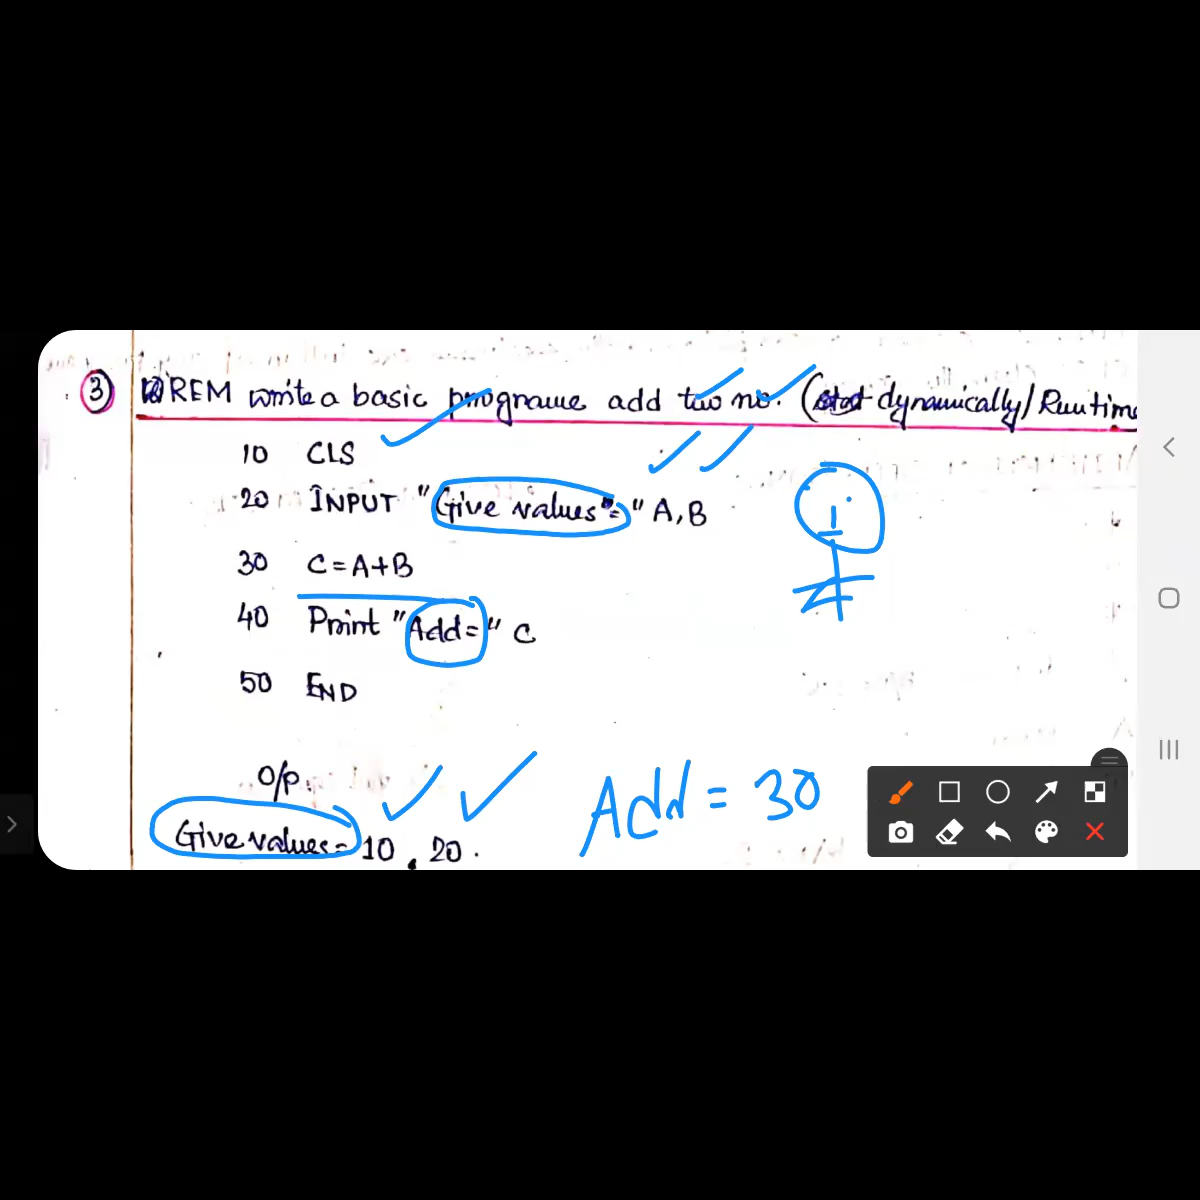 3 REM write a basic programe add two no. ( dynamically/Runtime
10 CLS
20 INPUT "Give values"=" A,B
30 C=A+B
40 Print "Add=" C
50 END
O/P.
Give values= 10, 20.
Add = 30